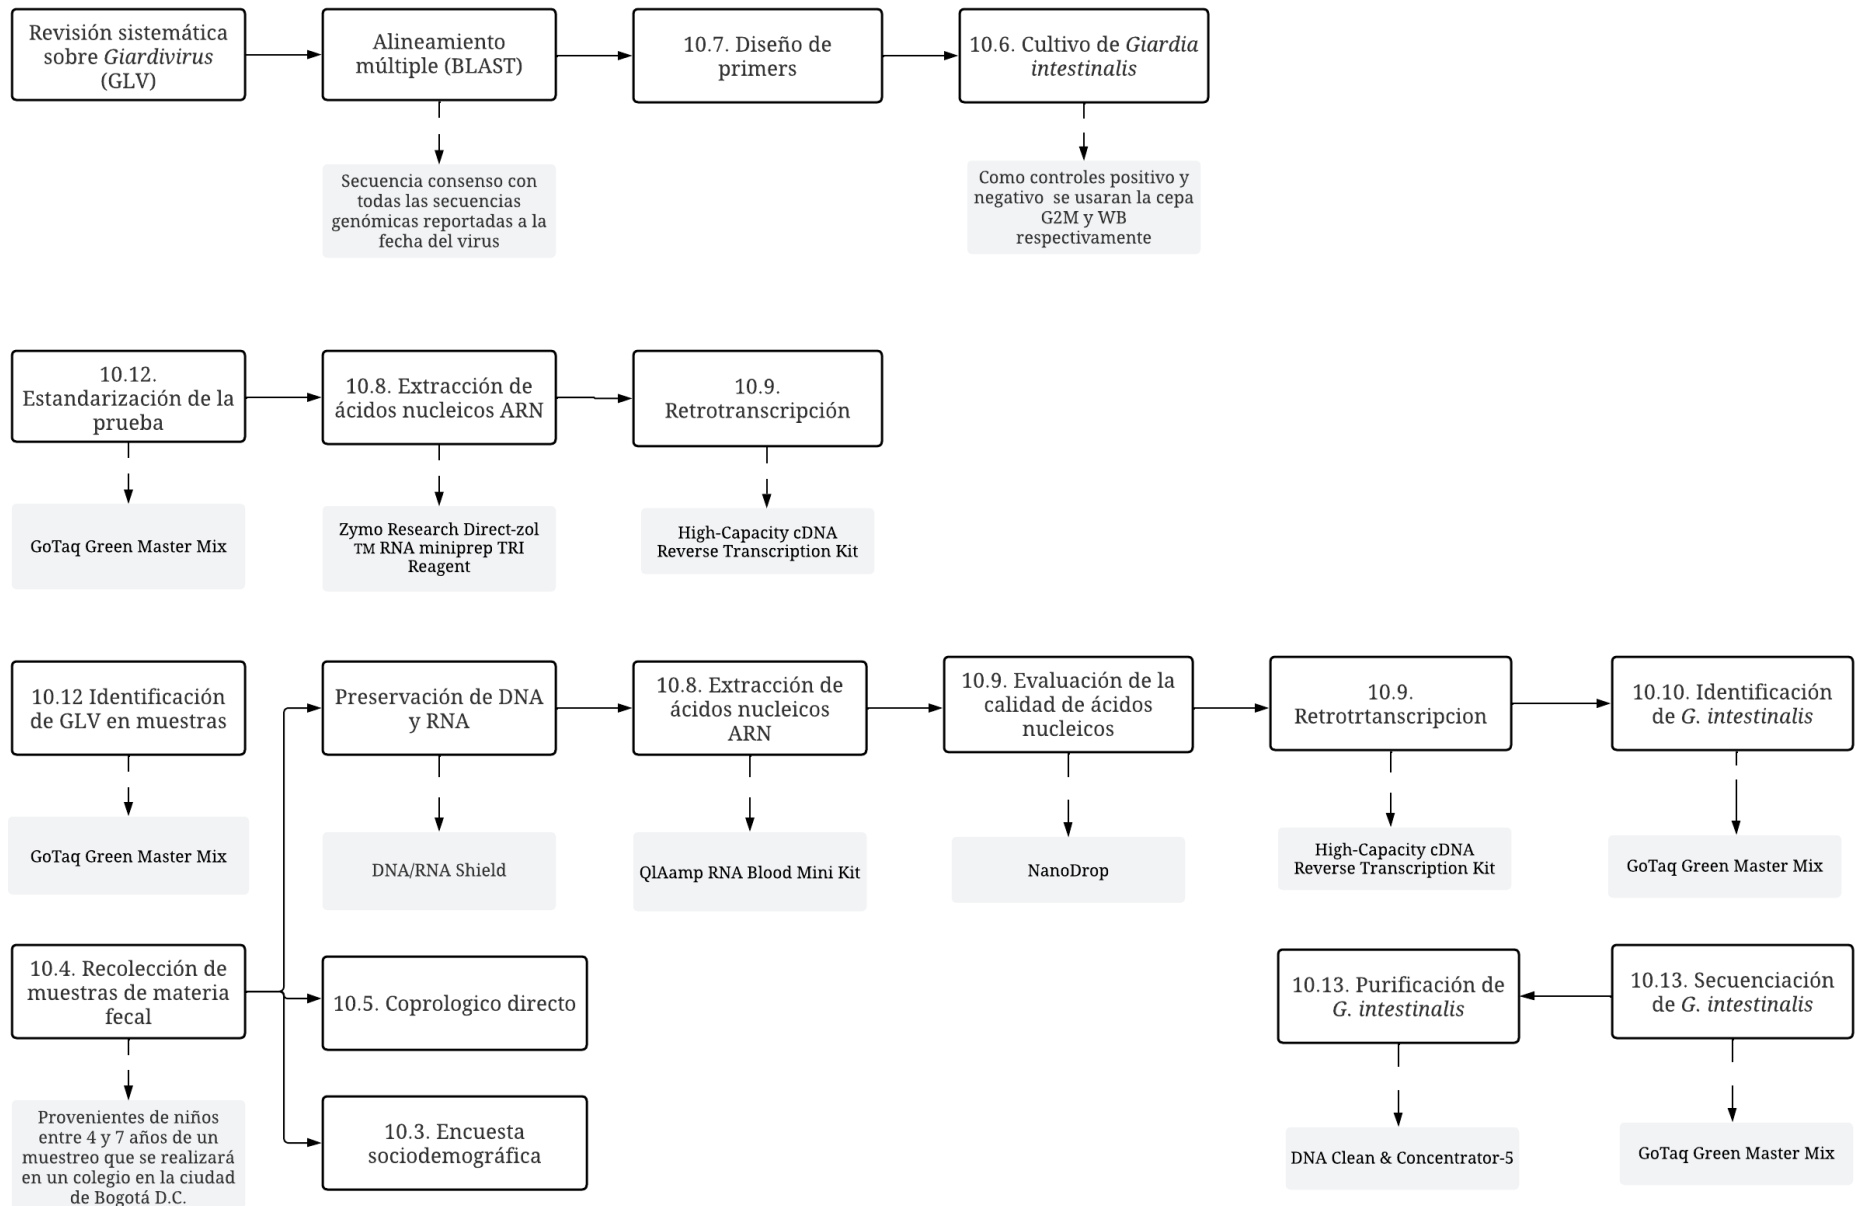 Revisión sistemática
sobre Giardivirus
(GLV)
Alineamiento
múltiple (BLAST)
10.7. Diseño de
primers
10.6. Cultivo de Giardia
intestinalis
Secuencia consenso con
todas las secuencias
genómicas reportadas a la
fecha del virus
Como controles positivo y
negativo se usaran la cepa
G2M y WB
respectivamente
10.12.
Estandarización de la
prueba
10.8. Extracción de
ácidos nucleicos ARN
10.9.
Retrotranscripción
GoTaq Green Master Mix
Zymo Research Direct-zol
TM RNA miniprep TRI
Reagent
High-Capacity cDNA
Reverse Transcription Kit
10.12 Identificación
de GLV en muestras
Preservación de DNA
y RNA
10.8. Extracción de
ácidos nucleicos
ARN
10.9. Evaluación de la
calidad de ácidos
nucleicos
10.9.
Retrotrtanscripcion
10.10. Identificación
de G. intestinalis
GoTaq Green Master Mix
DNA/RNA Shield
QlAamp RNA Blood Mini Kit
NanoDrop
High-Capacity cDNA
Reverse Transcription Kit
GoTaq Green Master Mix
10.4. Recolección de
muestras de materia
fecal
10.5. Coprologico directo
10.13. Purificación de
G. intestinalis
10.13. Secuenciación
de G. intestinalis
Provenientes de niños
entre 4 y 7 años de un
muestreo que se realizará
en un colegio en la ciudad
de Bogotá D.C.
10.3. Encuesta
sociodemográfica
DNA Clean & Concentrator-5
GoTaq Green Master Mix